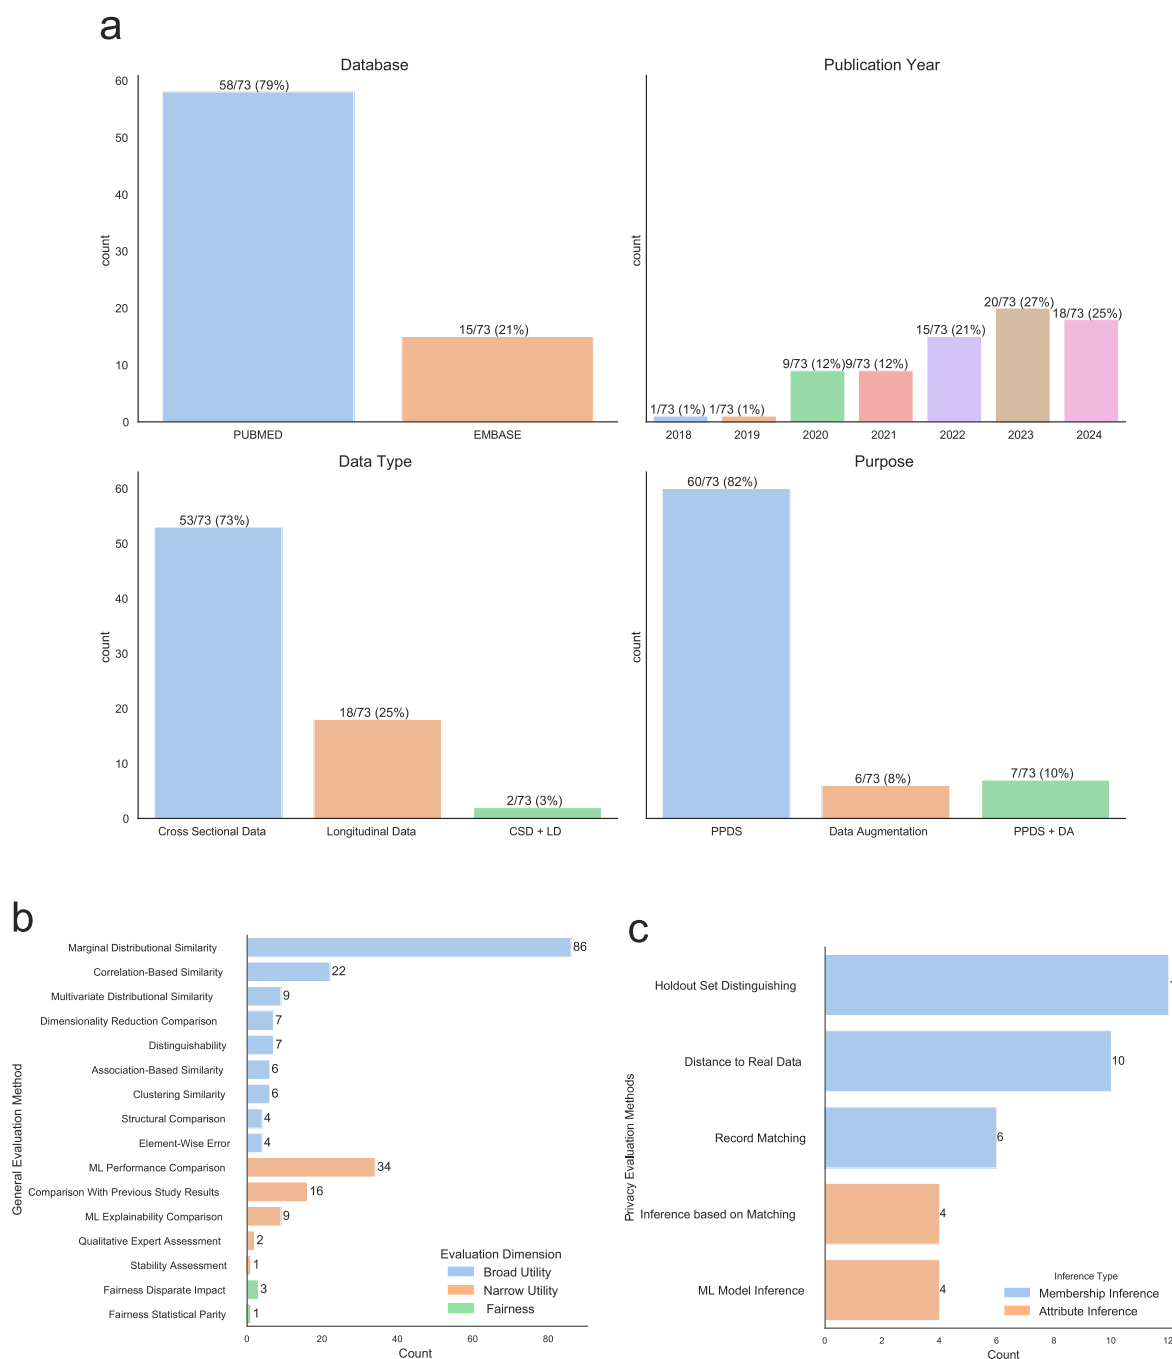 a
Database
60
50
40
30
20
10
0
count
58/73 (79%)
15/73 (21%)
PUBMED
EMBASE
Publication Year
count
1/73 (1%)
1/73 (1%)
9/73 (12%)
9/73 (12%)
15/73 (21%)
20/73 (27%)
18/73 (25%)
2018
2019
2020
2021
2022
2023
2024
Data Type
60
50
40
30
20
10
0
count
53/73 (73%)
18/73 (25%)
2/73 (3%)
Cross Sectional Data
Longitudinal Data
CSD + LD
Purpose
count
60/73 (82%)
6/73 (8%)
7/73 (10%)
PPDS
Data Augmentation
PPDS + DA
b
General Evaluation Method
Marginal Distributional Similarity 86
Correlation-Based Similarity 22
Multivariate Distributional Similarity 9
Dimensionality Reduction Comparison 7
Distinguishability 7
Association-Based Similarity 6
Clustering Similarity 6
Structural Comparison 4
Element-Wise Error 4
ML Performance Comparison 34
Comparison With Previous Study Results 16
ML Explainability Comparison 9
Qualitative Expert Assessment 2
Stability Assessment 1
Fairness Disparate Impact 3
Fairness Statistical Parity 1
Evaluation Dimension
Broad Utility
Narrow Utility
Fairness
0 20 40 60 80
Count
c
Privacy Evaluation Methods
Holdout Set Distinguishing
Distance to Real Data 10
Record Matching 6
Inference based on Matching 4
ML Model Inference 4
Inference Type
Membership Inference
Attribute Inference
0 2 4 6 8 10 12
Count